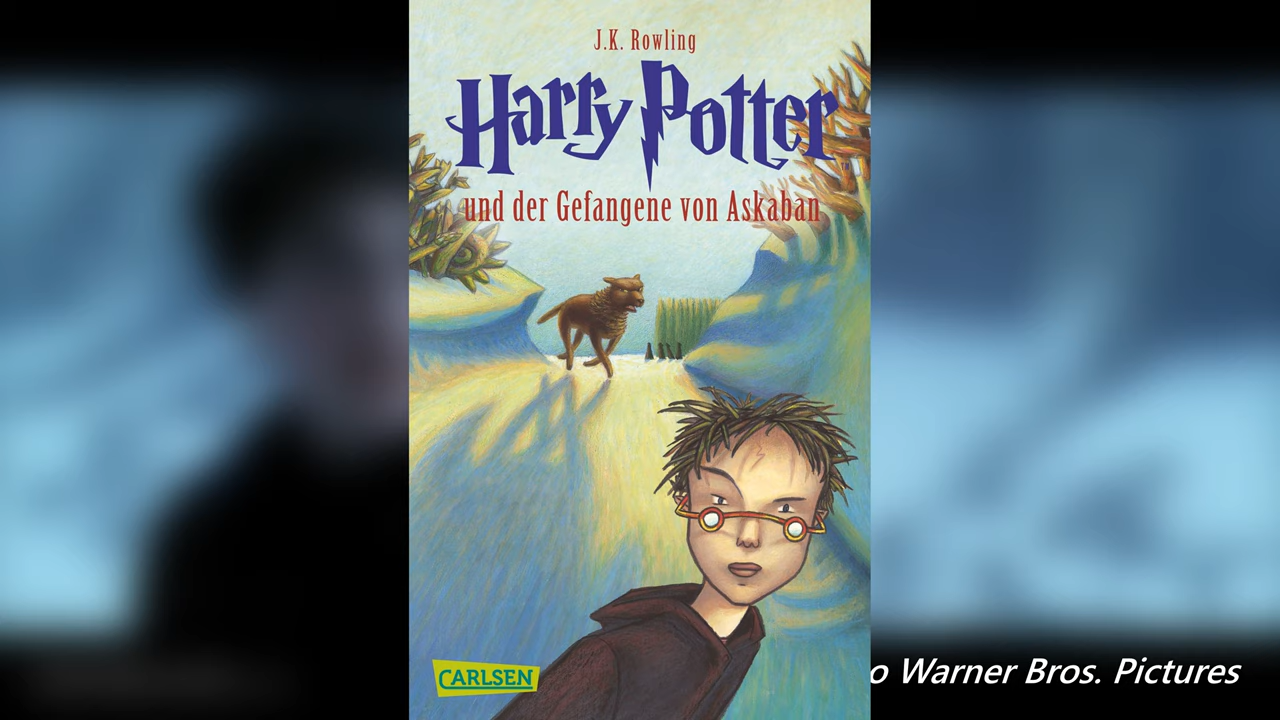 J.K. Rowling
Harry Potter
und der Gefangene von Askaban
CARLSEN
o Warner Bros. Pictures